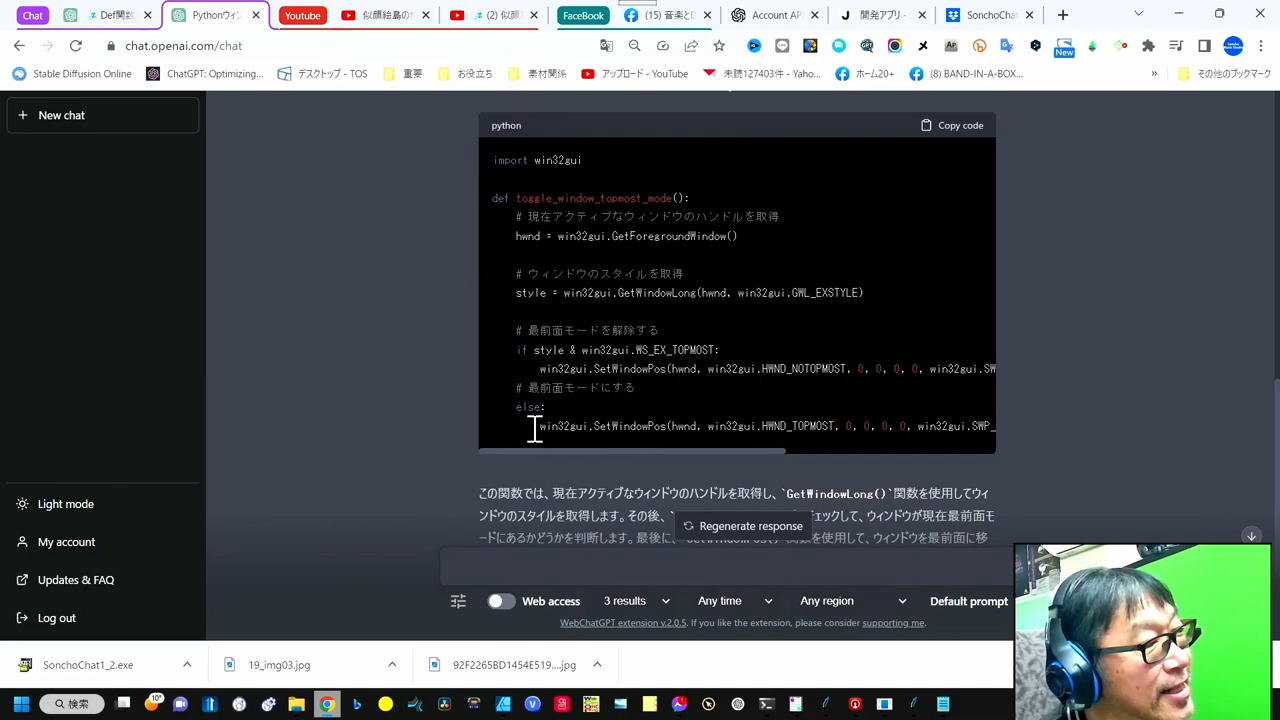 Chat
Def関数
Pythonウィン
Youtube
似顔絵島の
(2) 似顔
FaceBook
(15) 音楽とD
Account AP
開発アプリ -
SonchoChat
chat.openai.com/chat
New
Stable Diffusion Online
ChatGPT: Optimizing...
デスクトップ - TOS
重要
お役立ち
素材関係
アップロード - YouTube
未読127403件 - Yaho...
ホーム20+
(8) BAND-IN-A-BOX...
»
その他のブックマーク
+ New chat
python
Copy code
import win32gui
def toggle_window_topmost_mode():
# 現在アクティブなウィンドウのハンドルを取得
hwnd = win32gui.GetForegroundWindow()
# ウィンドウのスタイルを取得
style = win32gui.GetWindowLong(hwnd, win32gui.GWL_EXSTYLE)
# 最前面モードを解除する
if style & win32gui.WS_EX_TOPMOST:
win32gui.SetWindowPos(hwnd, win32gui.HWND_NOTOPMOST, 0, 0, 0, 0, win32gui.SW
# 最前面モードにする
else:
win32gui.SetWindowPos(hwnd, win32gui.HWND_TOPMOST, 0, 0, 0, 0, win32gui.SWP_
この関数では、現在アクティブなウィンドウのハンドルを取得し、`GetWindowLong()`関数を使用してウィ
ンドウのスタイルを取得します。その後、
ェックして、ウィンドウが現在最前面モ
ードにあるかどうかを判断します。最後に、
関数を使用して、ウィンドウを最前面に移
Regenerate response
Light mode
My account
Updates & FAQ
Log out
Web access
3 results
Any time
Any region
Default prompt
WebChatGPT extension v.2.0.5. If you like the extension, please consider supporting me.
SonchoChat1_2.exe
19_img03.jpg
92F2265BD1454E519....jpg
検索
10°